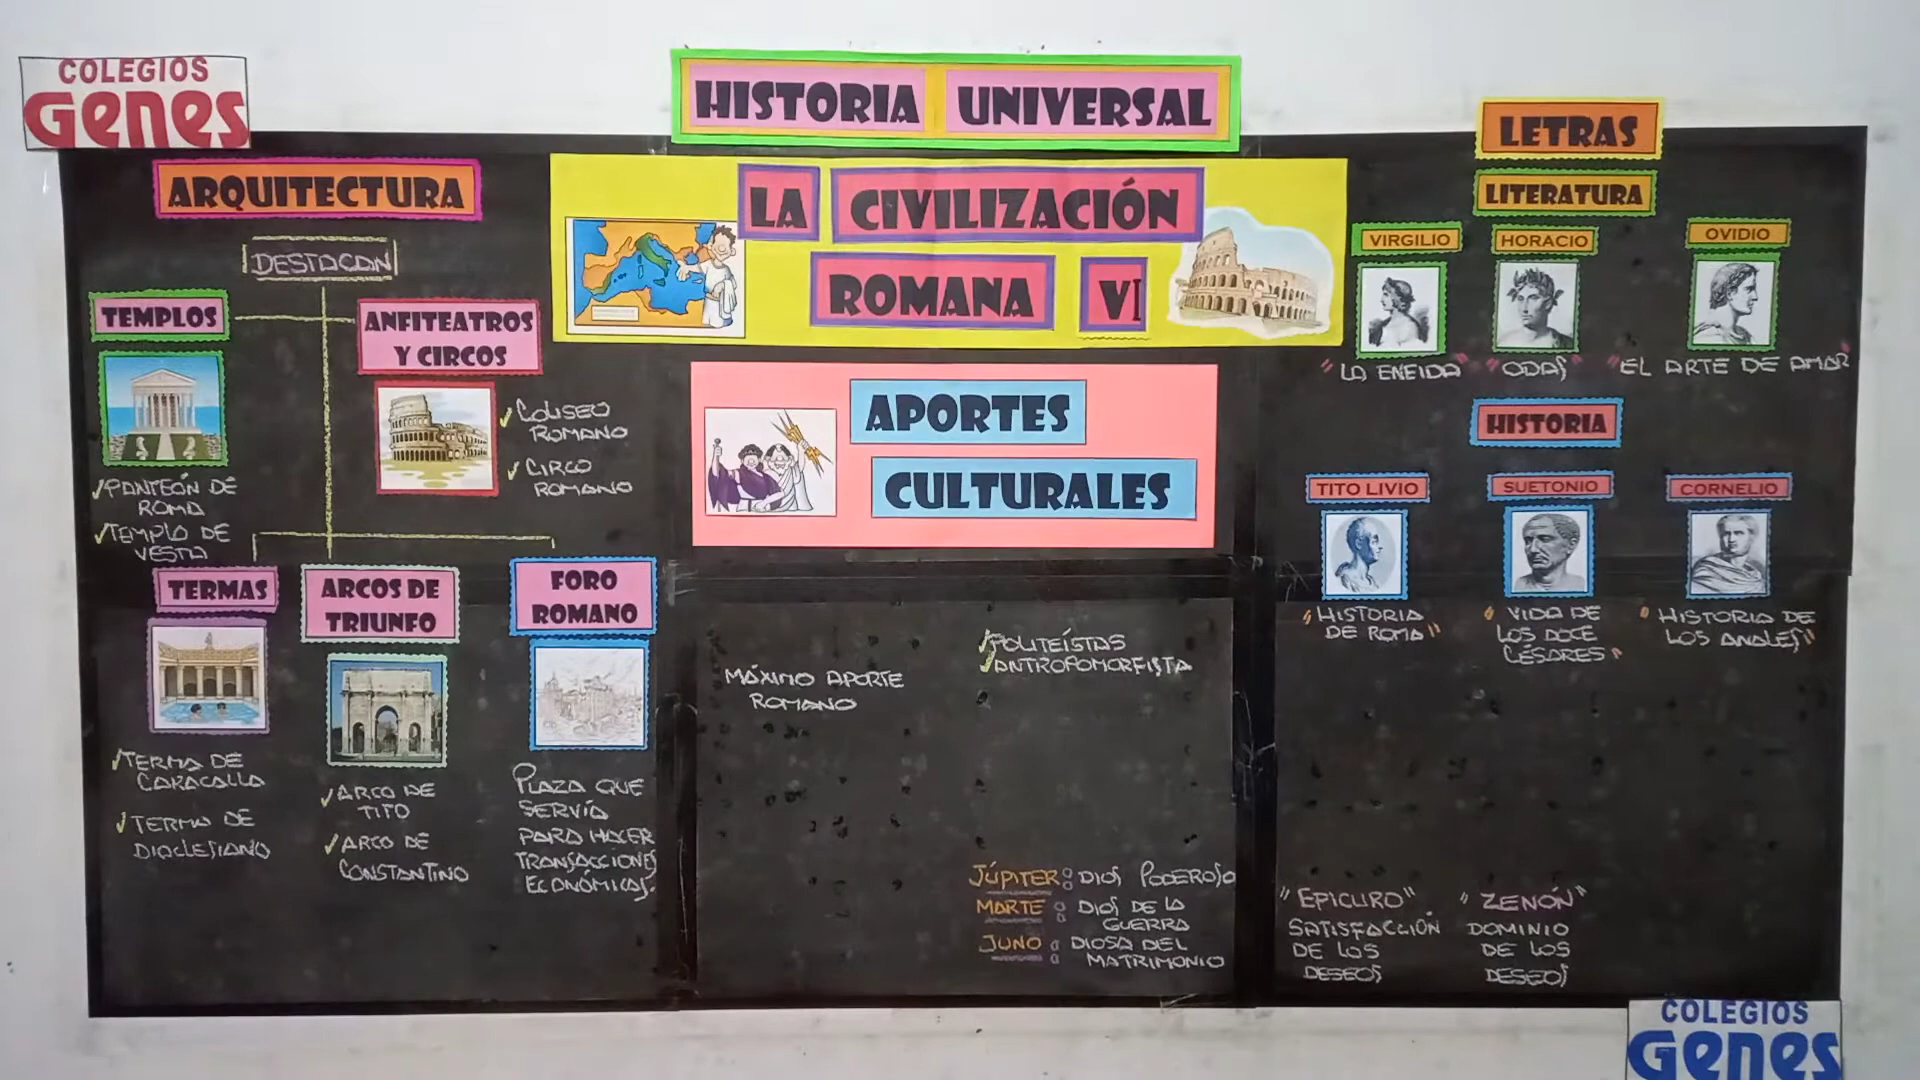 COLEGIOS
Genes
HISTORIA UNIVERSAL
LA CIVILIZACIÓN
ROMANA VI
APORTES
CULTURALES
ARQUITECTURA
DESTACAN
TEMPLOS
✓PANTEÓN DE
ROMA
✓TEMPLO DE
VESTA
ANFITEATROS
Y CIRCOS
✓COLISEO
ROMANO
✓CIRCO
ROMANO
TERMAS
✓TERMA DE
CARACALLA
✓TERMA DE
DIOCLESIANO
ARCOS DE
TRIUNFO
✓ARCO DE
TITO
✓ARCO DE
CONSTANTINO
FORO
ROMANO
PLAZA QUE
SERVÍA
PARA HACER
TRANSACCIONES
ECONÓMICAS.
MÁXIMO APORTE
ROMANO
✓POLITEÍSTAS
✓ANTROPOMORFISTA
JÚPITER: DIOS PODEROSO
MARTE : DIOS DE LA
GUERRA
JUNO : DIOSA DEL
MATRIMONIO
LETRAS
LITERATURA
VIRGILIO
"LA ENEIDA"
HORACIO
"ODAS"
OVIDIO
"EL ARTE DE AMAR"
HISTORIA
TITO LIVIO
"HISTORIA
DE ROMA"
SUETONIO
"VIDA DE
LOS DOCE
CÉSARES"
CORNELIO
"HISTORIA DE
LOS ANALES"
"EPICURO"
SATISFACCIÓN
DE LOS
DESEOS
"ZENÓN"
DOMINIO
DE LOS
DESEOS
COLEGIOS
Genes